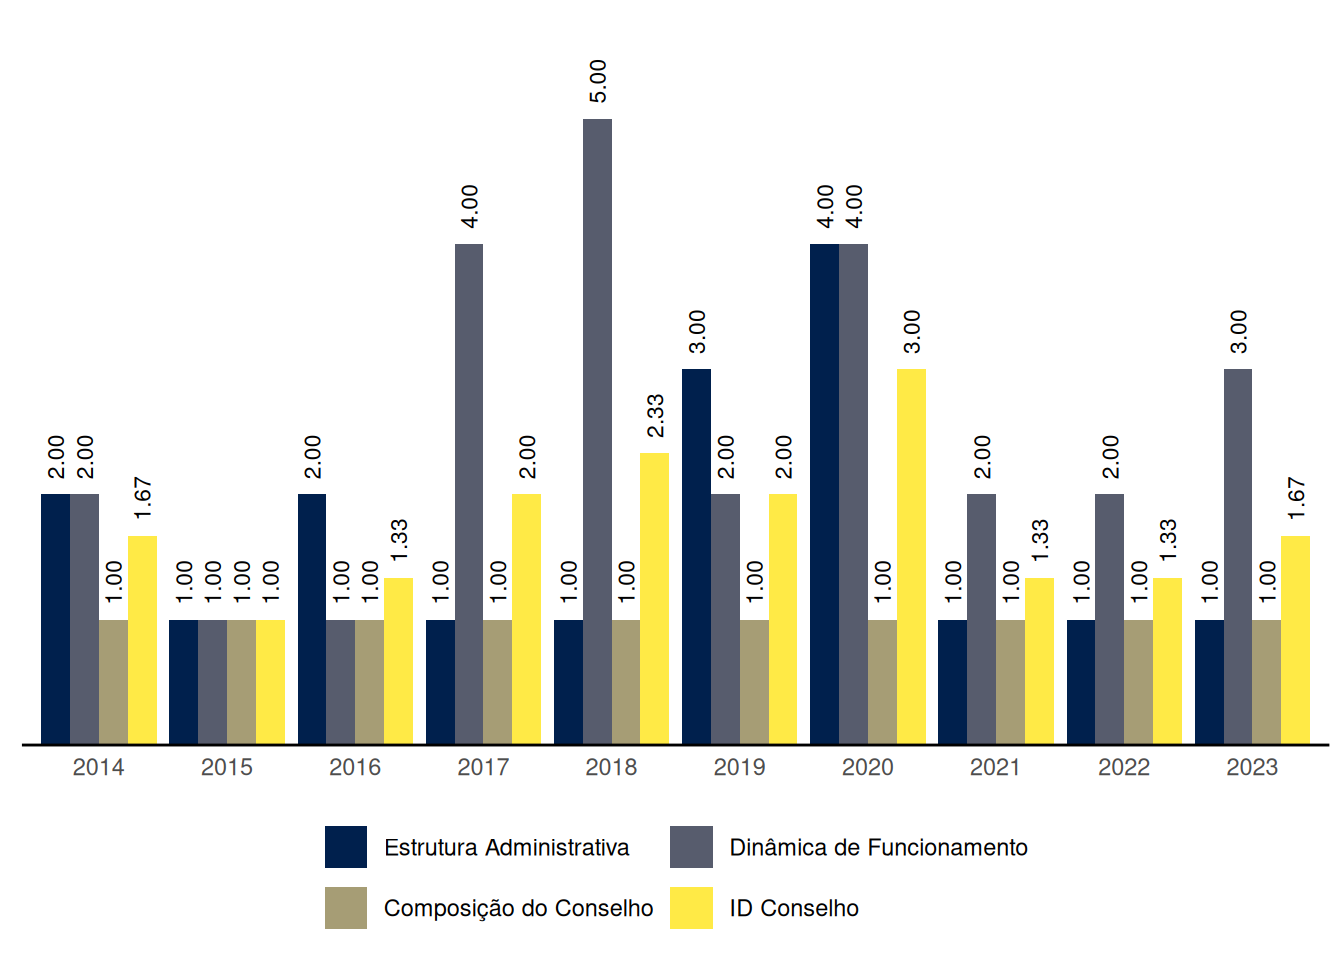 5.00
4.00
4.00 4.00
3.00 3.00 3.00
2.33
2.00 2.00 2.00 2.00 2.00 2.00 2.00 2.00
1.67 1.67
1.33 1.33 1.33
1.00 1.00 1.00 1.00 1.00 1.00 1.00 1.00 1.00 1.00 1.00 1.00 1.00 1.00 1.00 1.00 1.00 1.00 1.00
2014 2015 2016 2017 2018 2019 2020 2021 2022 2023
Estrutura Administrativa Dinâmica de Funcionamento
Composição do Conselho ID Conselho